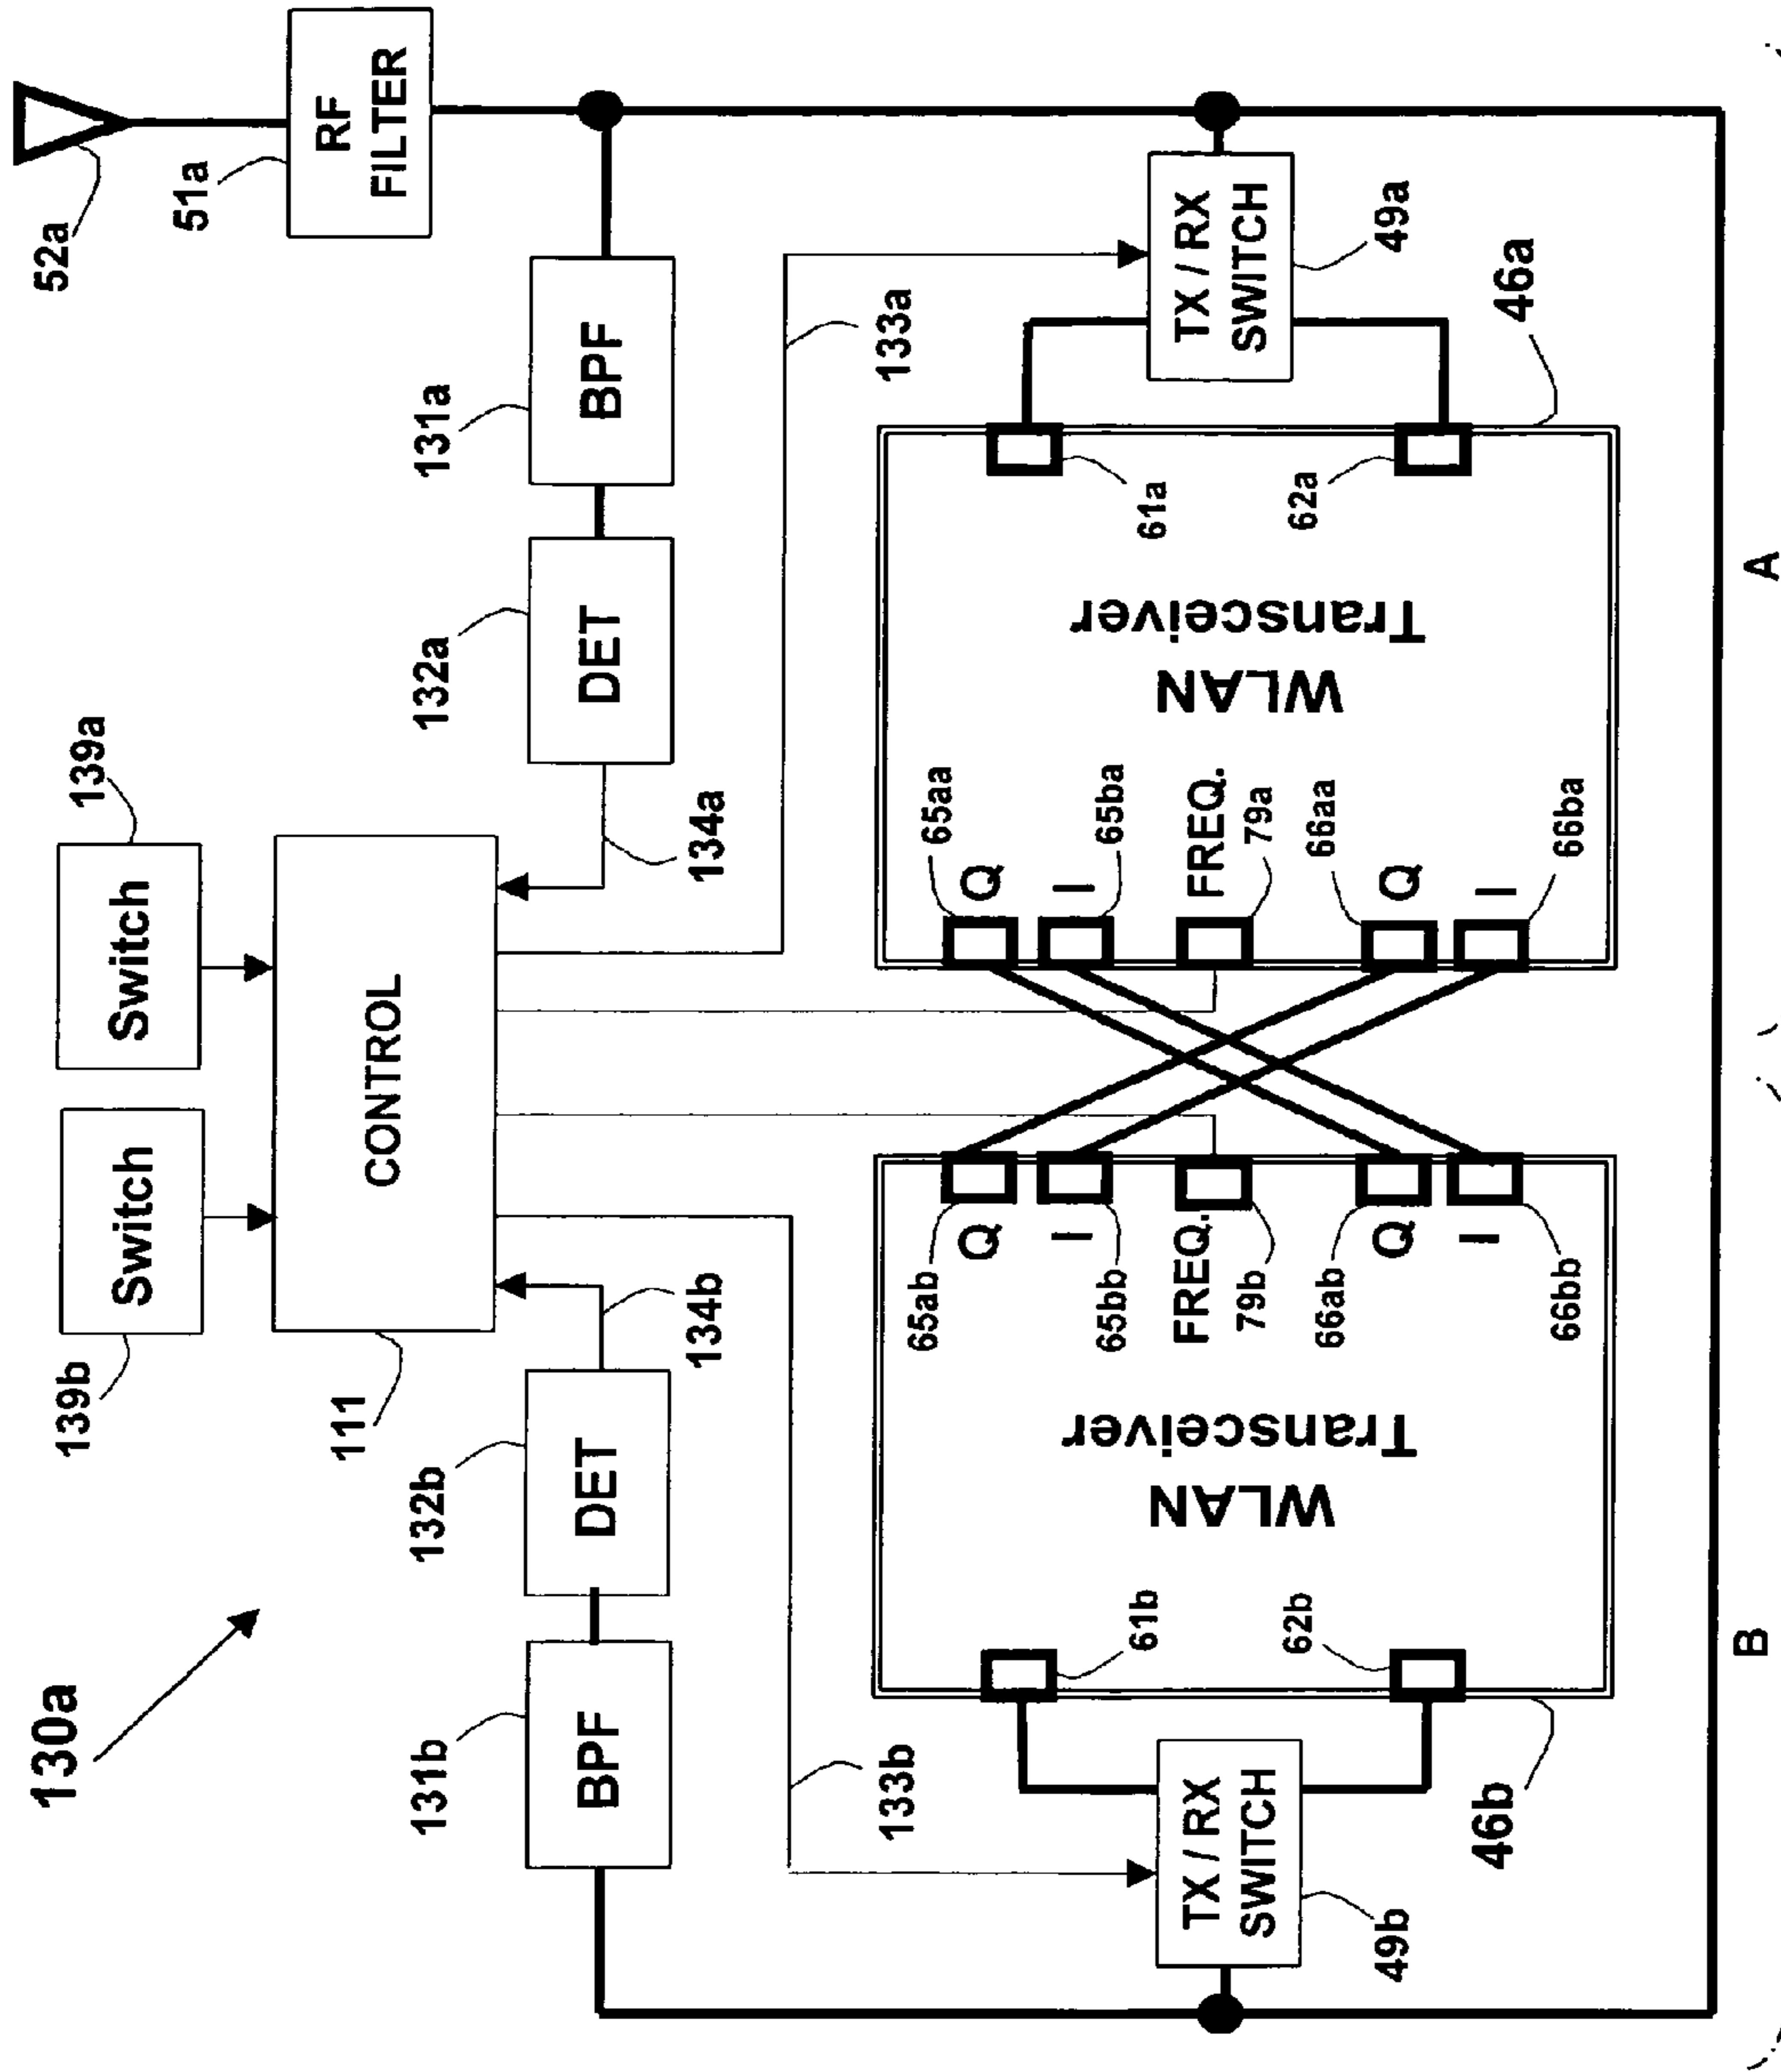 130a
139b
139a
52a
Switch
Switch
51a
RF
FILTER
111
CONTROL
131b
132b
132a
131a
BPF
DET
DET
BPF
134b
134a
133b
133a
TX / RX
SWITCH
49b
TX / RX
SWITCH
49a
61b
62b
WLAN
Transceiver
46b
65ab
Q
65bb
I
FREQ.
79b
66ab
Q
66bb
I
65aa
Q
65ba
I
FREQ.
79a
66aa
Q
66ba
I
WLAN
Transceiver
61a
62a
46a
B
A